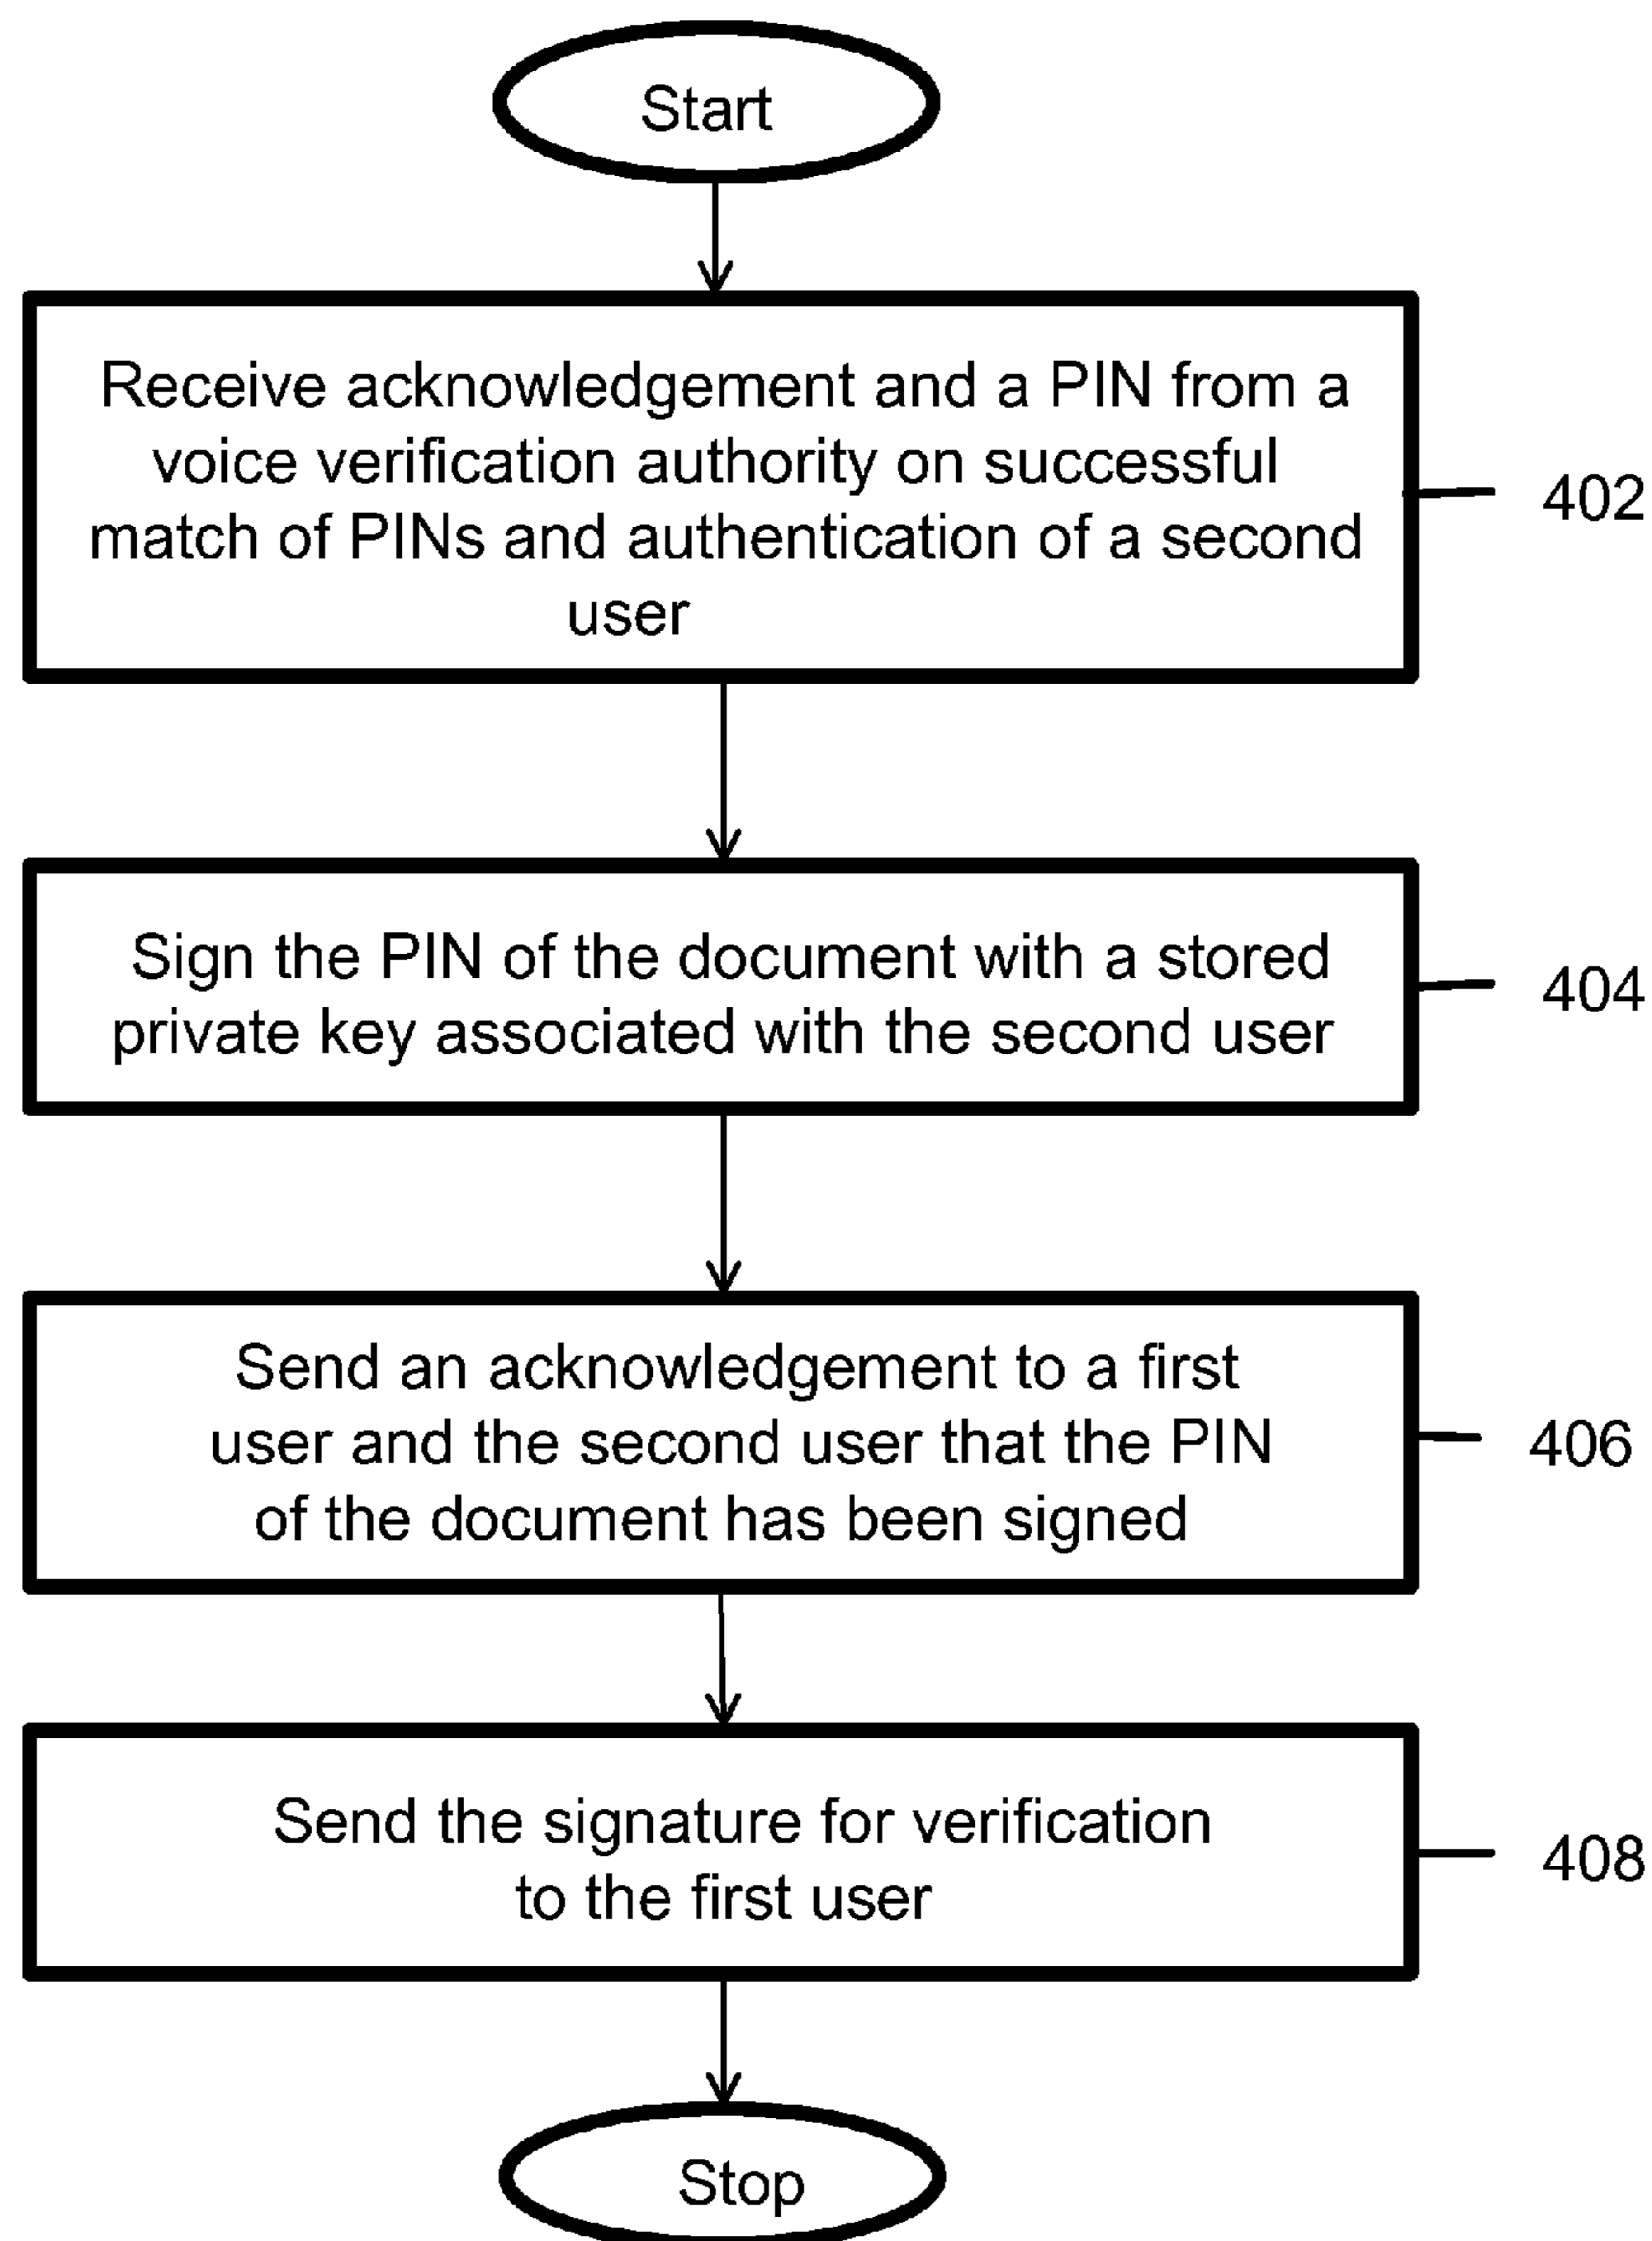 Start
Receive acknowledgement and a PIN from a
voice verification authority on successful
match of PINs and authentication of a second
user
402
Sign the PIN of the document with a stored
private key associated with the second user
404
Send an acknowledgement to a first
user and the second user that the PIN
of the document has been signed
406
Send the signature for verification
to the first user
408
Stop